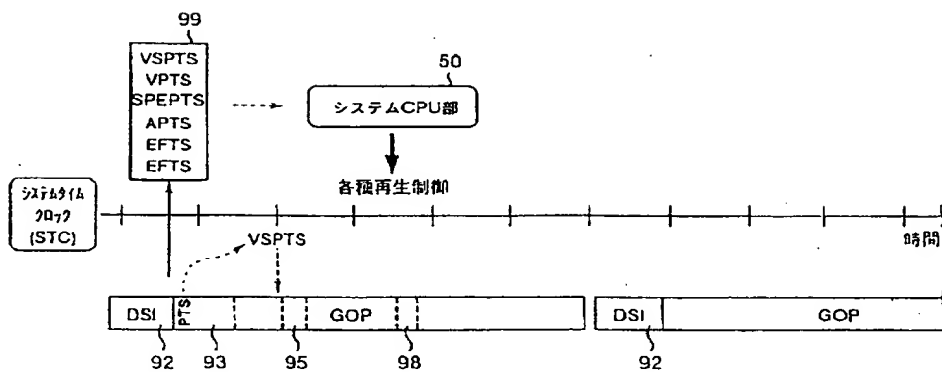 99
VSPTS
VPTS
SPEPTS
APTS
EFTS
EFTS
50
システムCPU部
各種再生制御
システムタイム
クロック
(STC)
時間
VSPTS
DSI
PTS
GOP
DSI
GOP
92
93
95
98
92